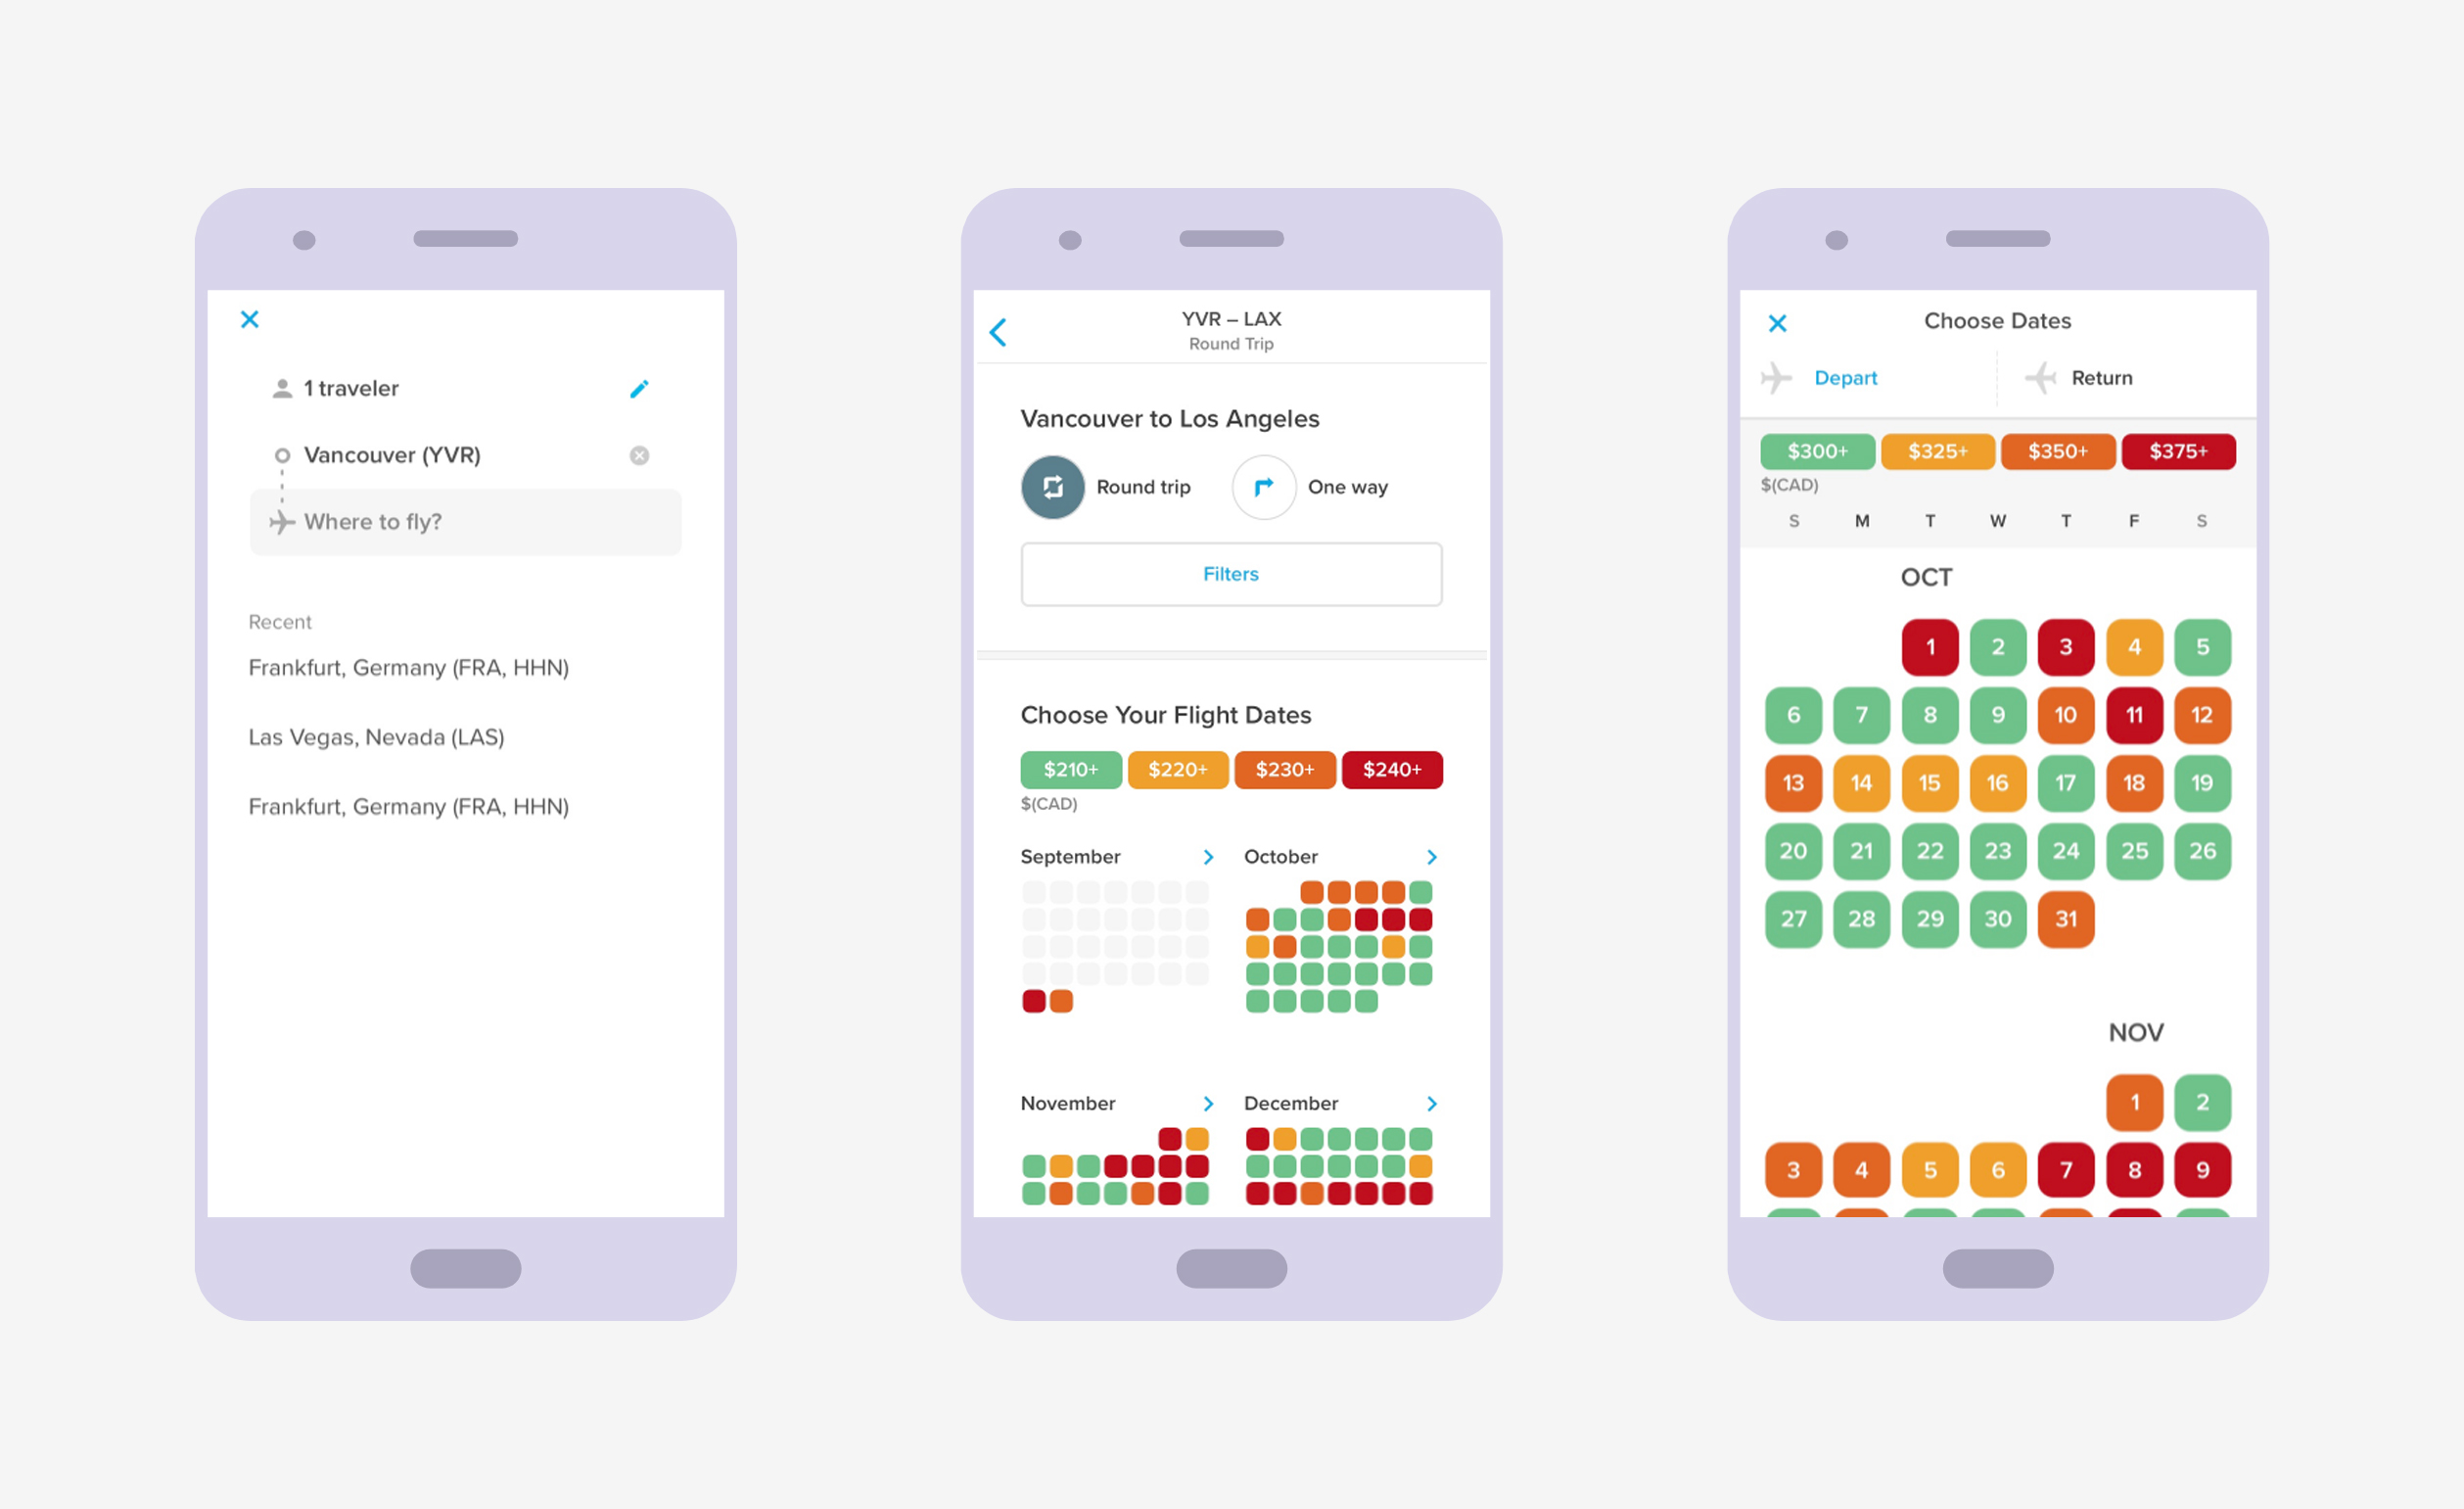 1 traveler
Vancouver (YVR)
Where to fly?
Recent
Frankfurt, Germany (FRA, HHN)
Las Vegas, Nevada (LAS)
Frankfurt, Germany (FRA, HHN)
YVR – LAX
Round Trip
Vancouver to Los Angeles
Round trip One way
Filters
Choose Your Flight Dates
$210+ $220+ $230+ $240+
$(CAD)
September October
November December
Choose Dates
Depart Return
$300+ $325+ $350+ $375+
$(CAD)
S M T W T F S
OCT
1 2 3 4 5
6 7 8 9 10 11 12
13 14 15 16 17 18 19
20 21 22 23 24 25 26
27 28 29 30 31
NOV
1 2
3 4 5 6 7 8 9